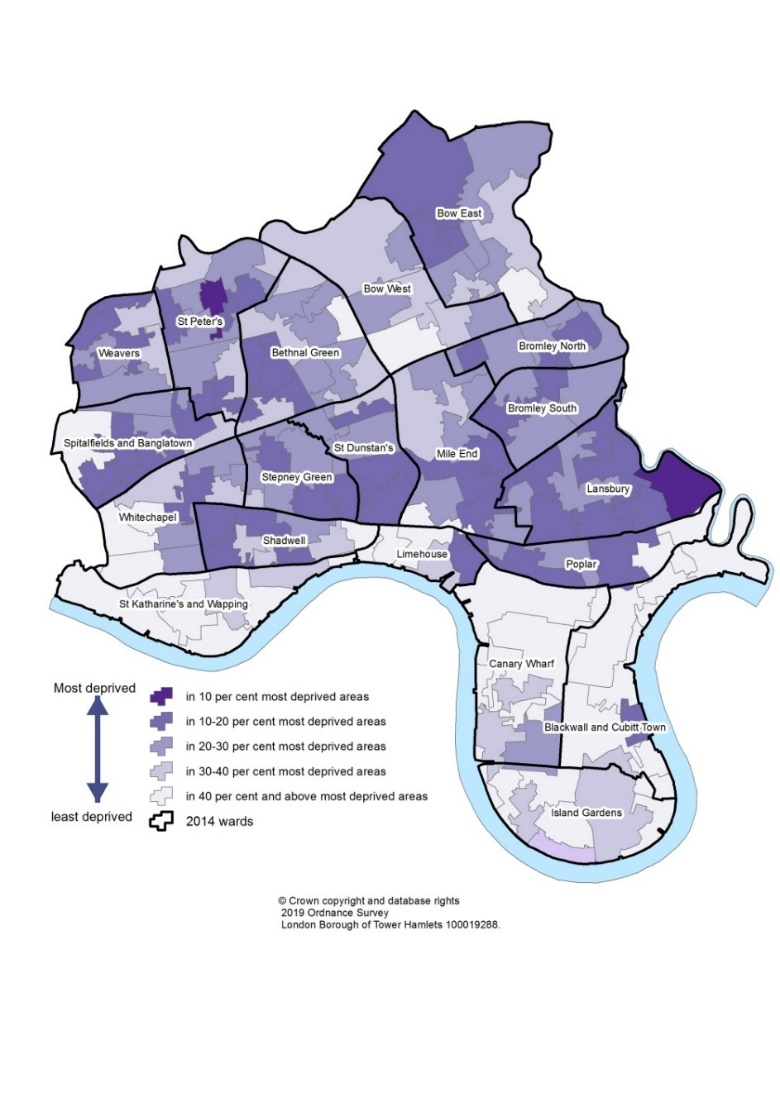 Bow East
Bow West
St Peter's
Weavers
Bethnal Green
Bromley North
Bromley South
Spitalfields and Banglatown
St Dunstan's
Mile End
Stepney Green
Lansbury
Whitechapel
Shadwell
Limehouse
Poplar
St Katharine's and Wapping
Canary Wharf
Blackwall and Cubitt Town
Island Gardens
Most deprived
least deprived
in 10 per cent most deprived areas
in 10-20 per cent most deprived areas
in 20-30 per cent most deprived areas
in 30-40 per cent most deprived areas
in 40 per cent and above most deprived areas
2014 wards
© Crown copyright and database rights
2019 Ordnance Survey
London Borough of Tower Hamlets 100019288.